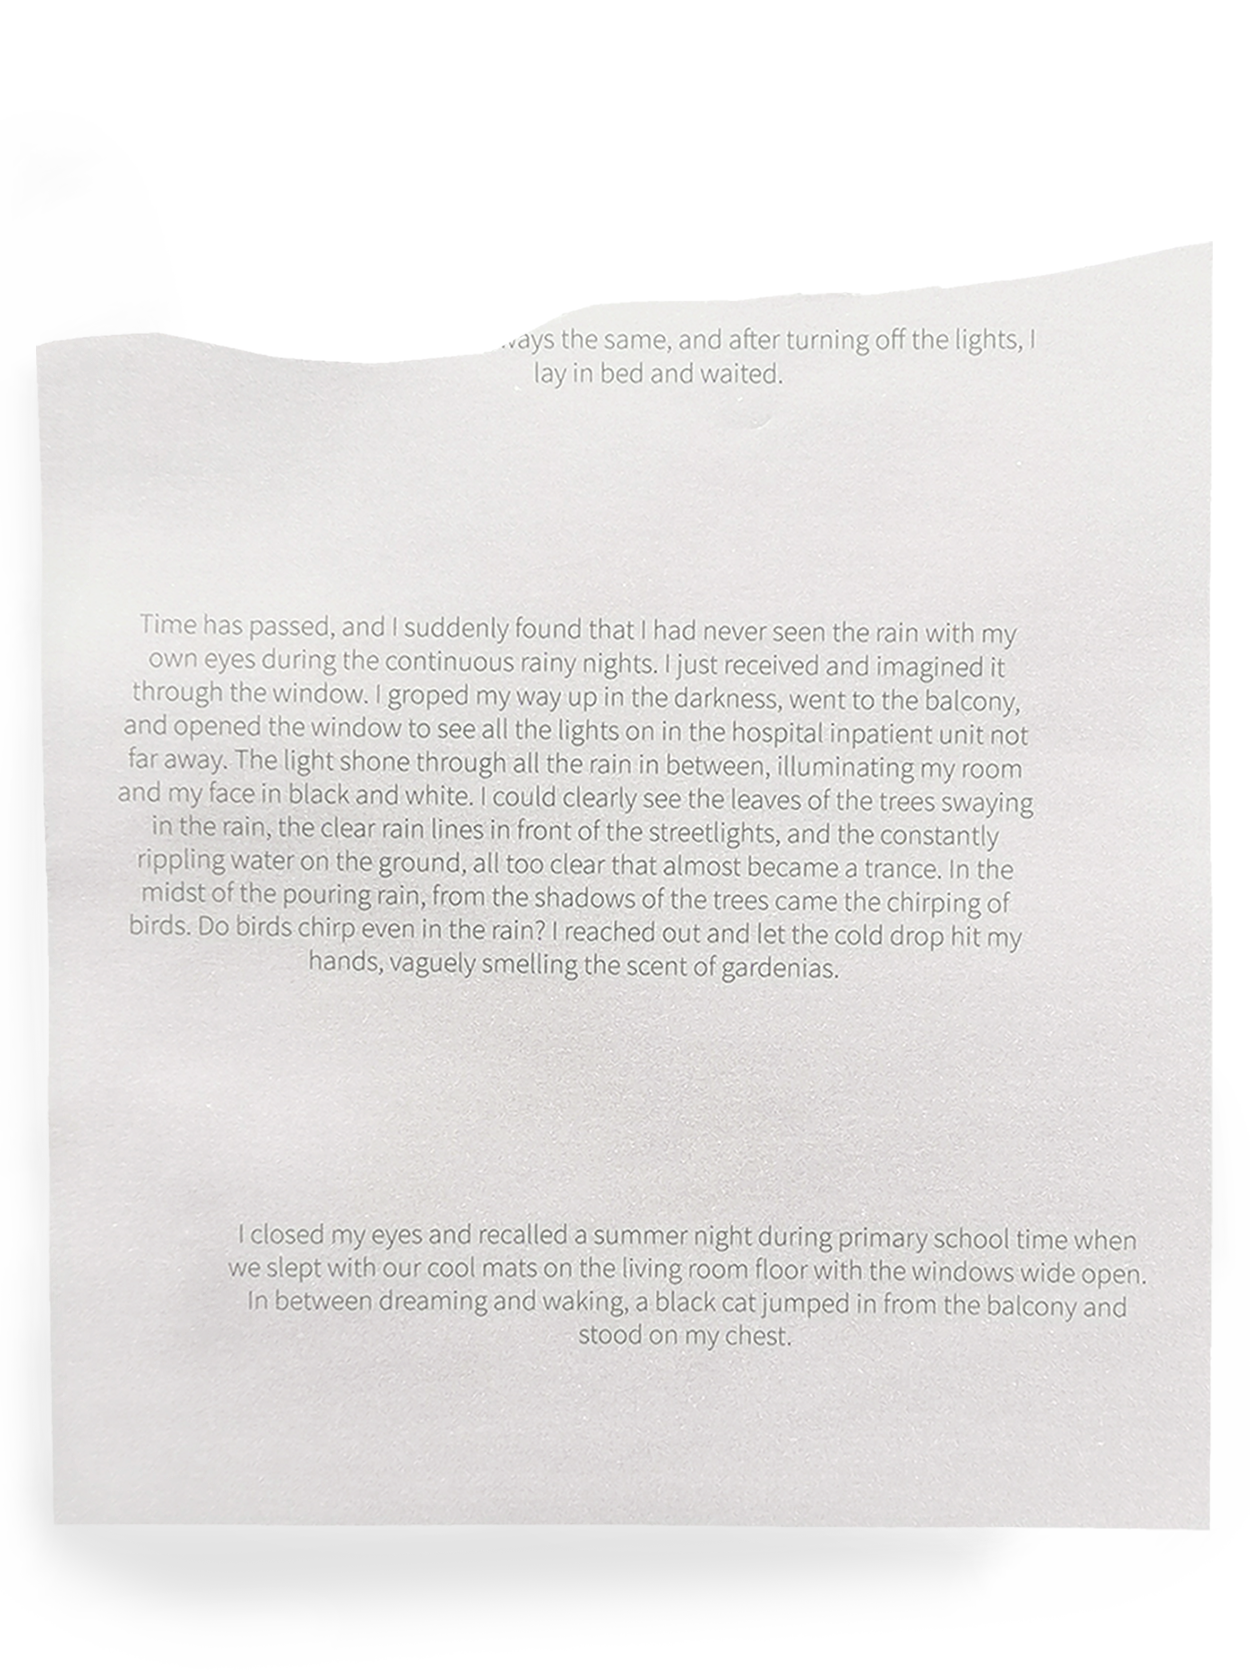 the same, and after turning off the lights, I
lay in bed and waited.
Time has passed, and I suddenly found that I had never seen the rain with my
own eyes during the continuous rainy nights. I just received and imagined it
through the window. I groped my way up in the darkness, went to the balcony,
and opened the window to see all the lights on in the hospital inpatient unit not
far away. The light shone through all the rain in between, illuminating my room
and my face in black and white. I could clearly see the leaves of the trees swaying
in the rain, the clear rain lines in front of the streetlights, and the constantly
rippling water on the ground, all too clear that almost became a trance. In the
midst of the pouring rain, from the shadows of the trees came the chirping of
birds. Do birds chirp even in the rain? I reached out and let the cold drop hit my
hands, vaguely smelling the scent of gardenias.
I closed my eyes and recalled a summer night during primary school time when
we slept with our cool mats on the living room floor with the windows wide open.
In between dreaming and waking, a black cat jumped in from the balcony and
stood on my chest.